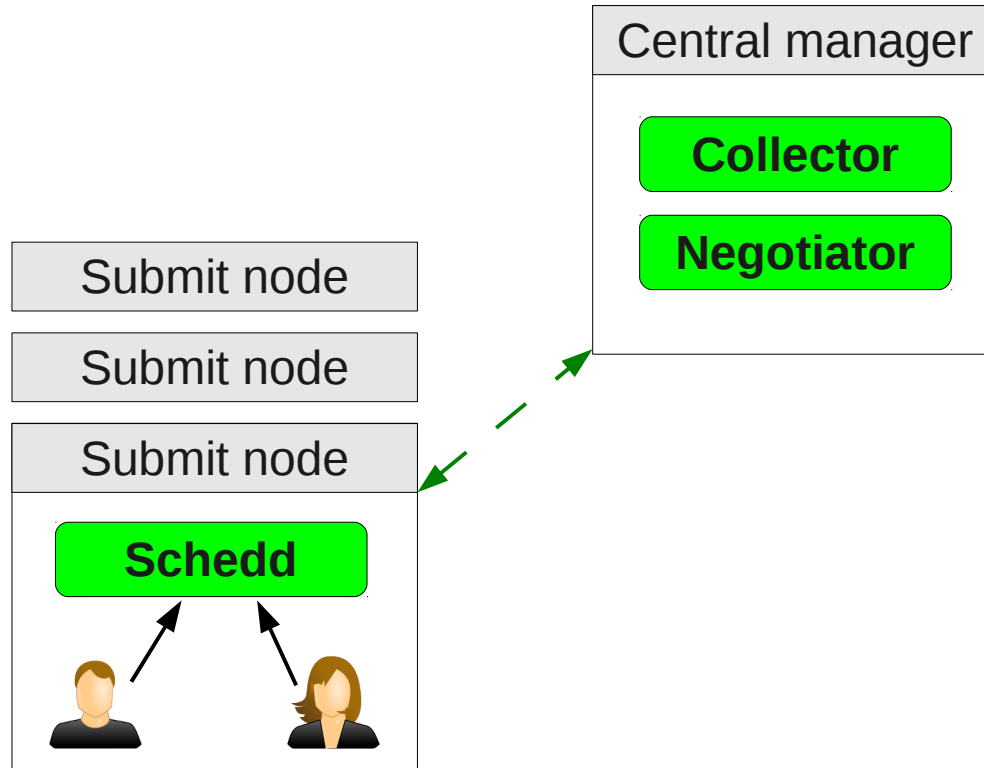 Central manager
Collector
Negotiator
Submit node
Submit node
Submit node
Schedd